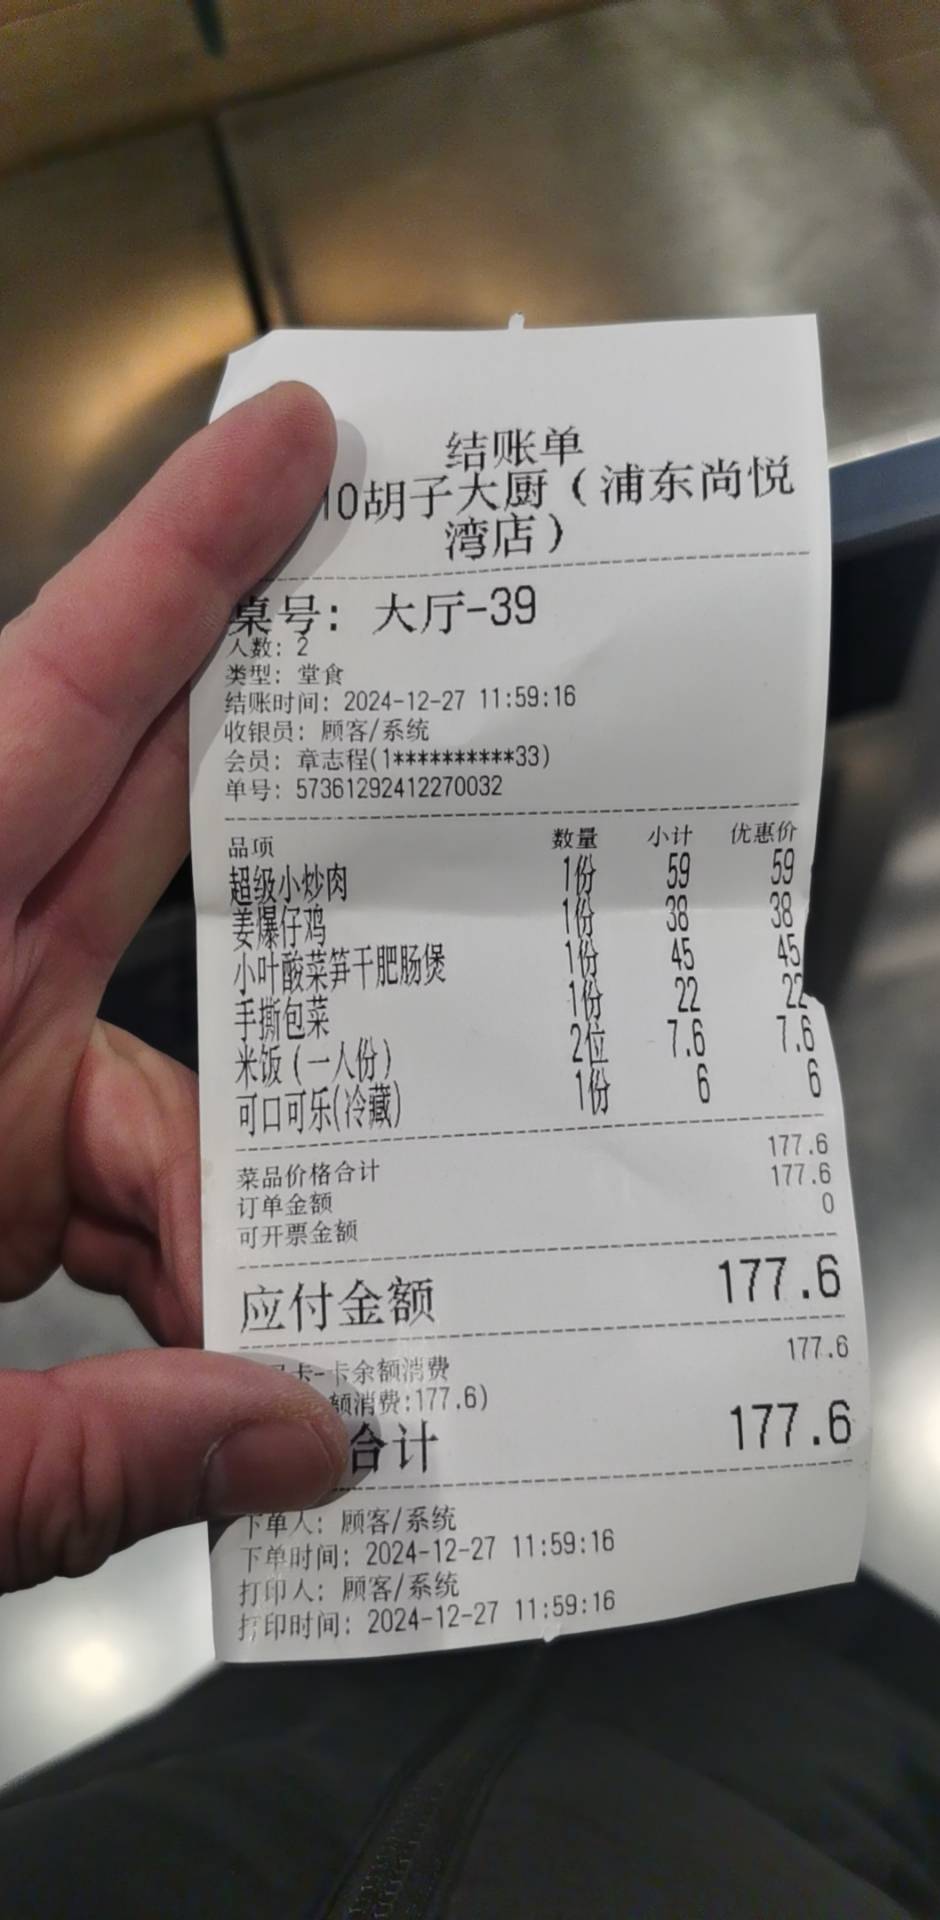 结账单
10胡子大厨（浦东尚悦
湾店）
桌号: 大厅-39
人数: 2
类型: 堂食
结账时间: 2024-12-27 11:59:16
收银员: 顾客/系统
会员: 章志程(1**********33)
单号: 57361292412270032
品项 数量 小计 优惠价
超级小炒肉 1份 59 59
姜爆仔鸡 1份 38 38
小叶酸菜笋干肥肠煲 1份 45 45
手撕包菜 1份 22 22
米饭（一人份） 2位 7.6 7.6
可口可乐(冷藏) 1份 6 6
菜品价格合计 177.6
订单金额 177.6
可开票金额 0
应付金额 177.6
卡-卡余额消费 177.6
额消费:177.6)
合计 177.6
下单人: 顾客/系统
下单时间: 2024-12-27 11:59:16
打印人: 顾客/系统
打印时间: 2024-12-27 11:59:16